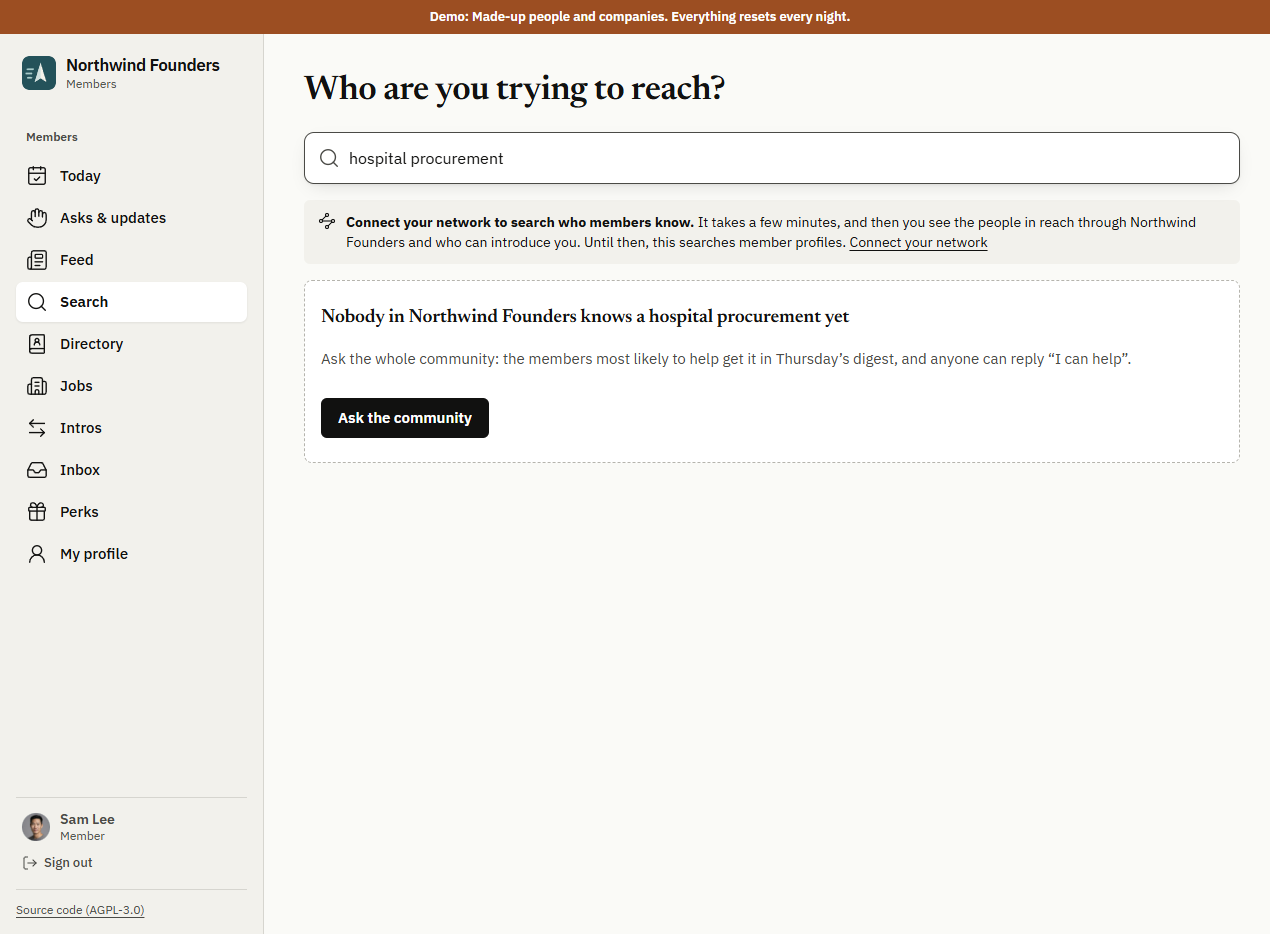 Demo: Made-up people and companies. Everything resets every night.
Northwind Founders
Members
Members
Today
Asks & updates
Feed
Search
Directory
Jobs
Intros
Inbox
Perks
My profile
Sam Lee
Member
Sign out
Source code (AGPL-3.0)
Who are you trying to reach?
hospital procurement
Connect your network to search who members know. It takes a few minutes, and then you see the people in reach through Northwind
Founders and who can introduce you. Until then, this searches member profiles. Connect your network
Nobody in Northwind Founders knows a hospital procurement yet
Ask the whole community: the members most likely to help get it in Thursday’s digest, and anyone can reply “I can help”.
Ask the community